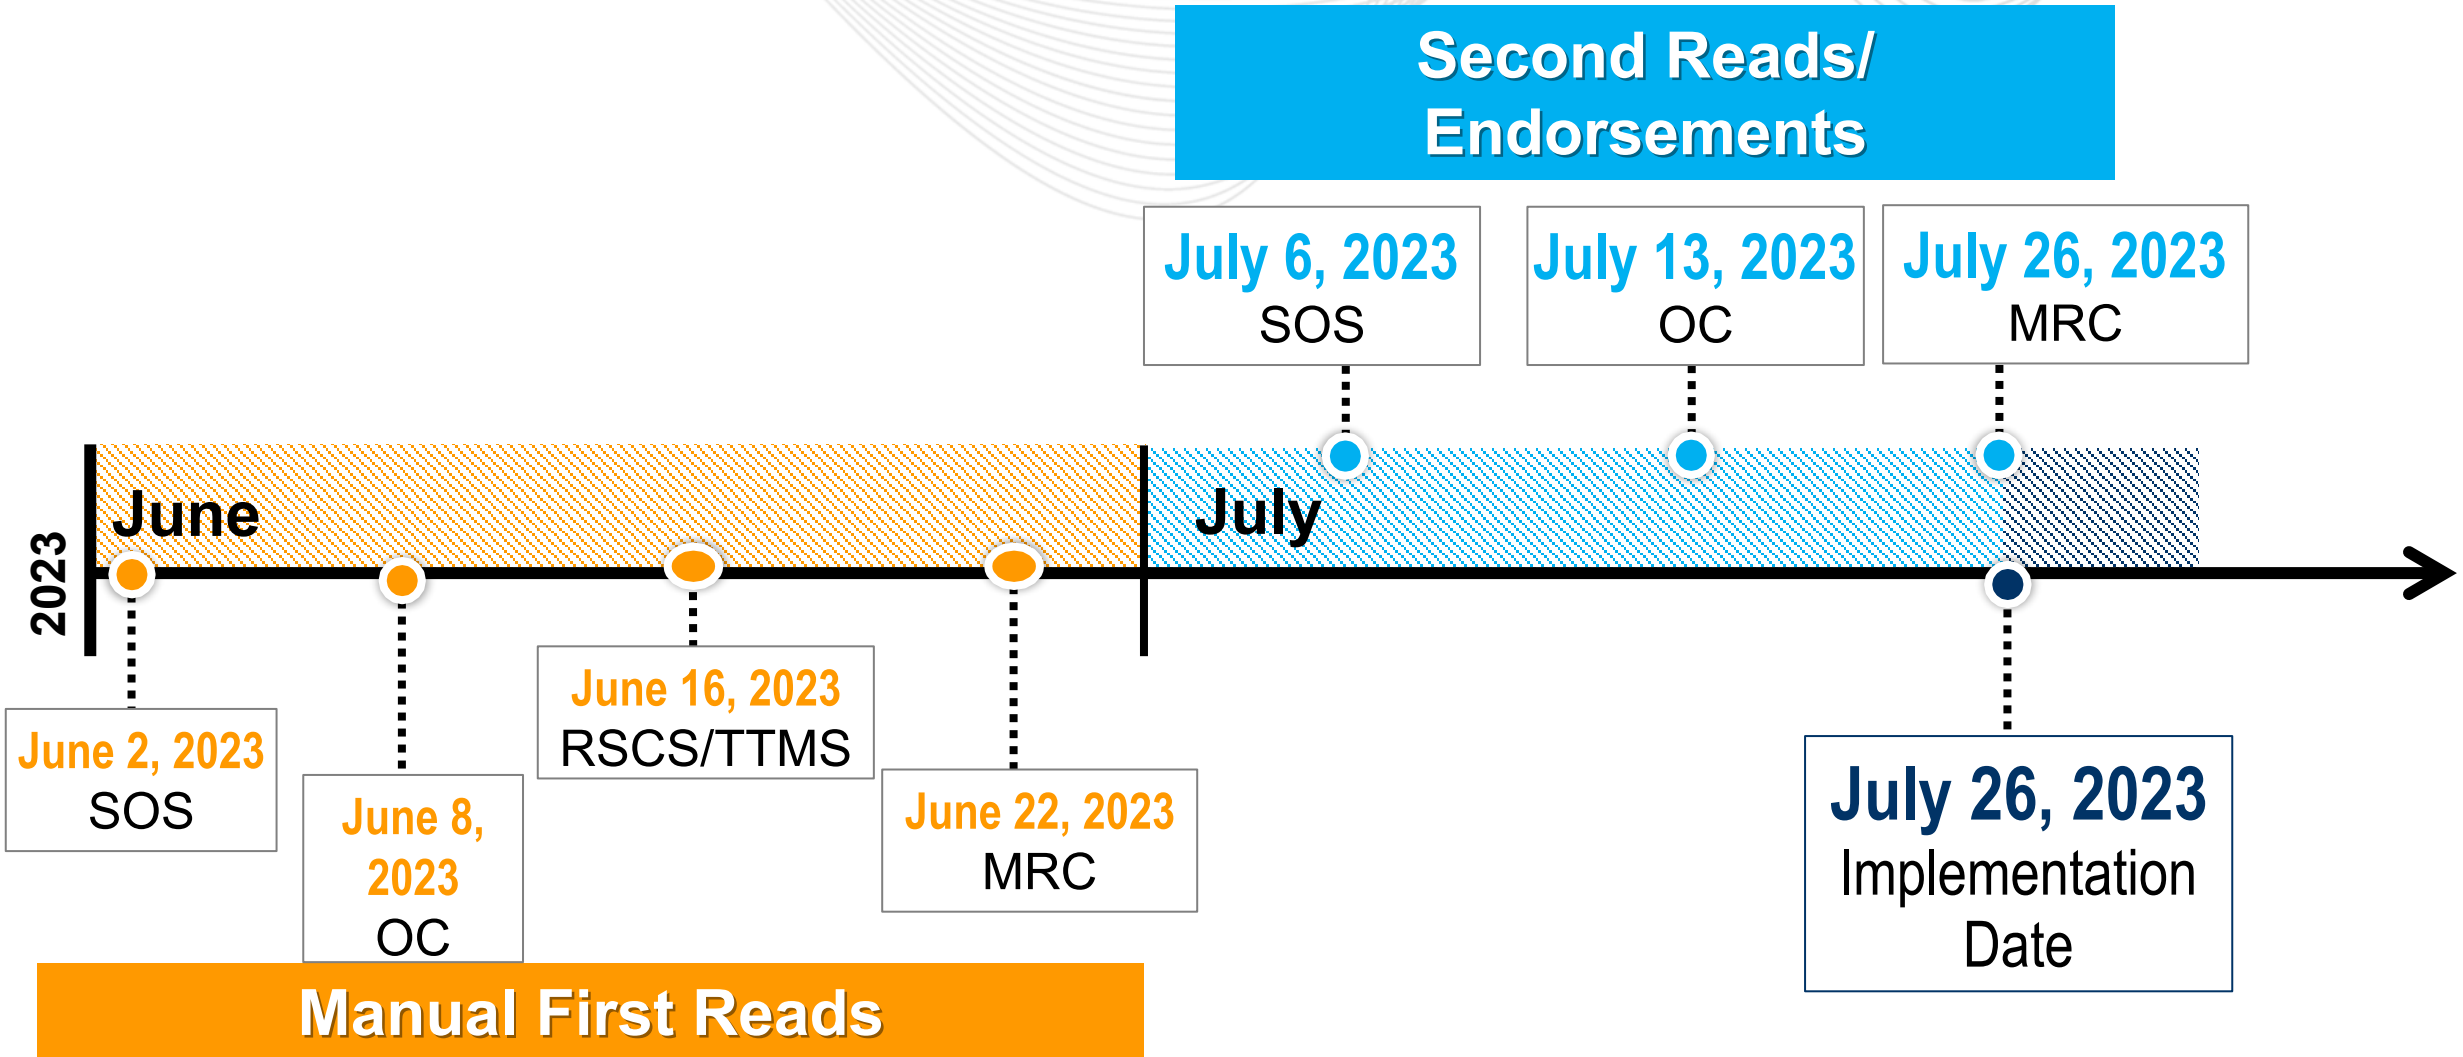 Second Reads/
Endorsements
July 6, 2023
SOS
July 13, 2023
OC
July 26, 2023
MRC
2023
June
July
June 2, 2023
SOS
June 8,
2023
OC
June 16, 2023
RSCS/TTMS
June 22, 2023
MRC
July 26, 2023
Implementation
Date
Manual First Reads